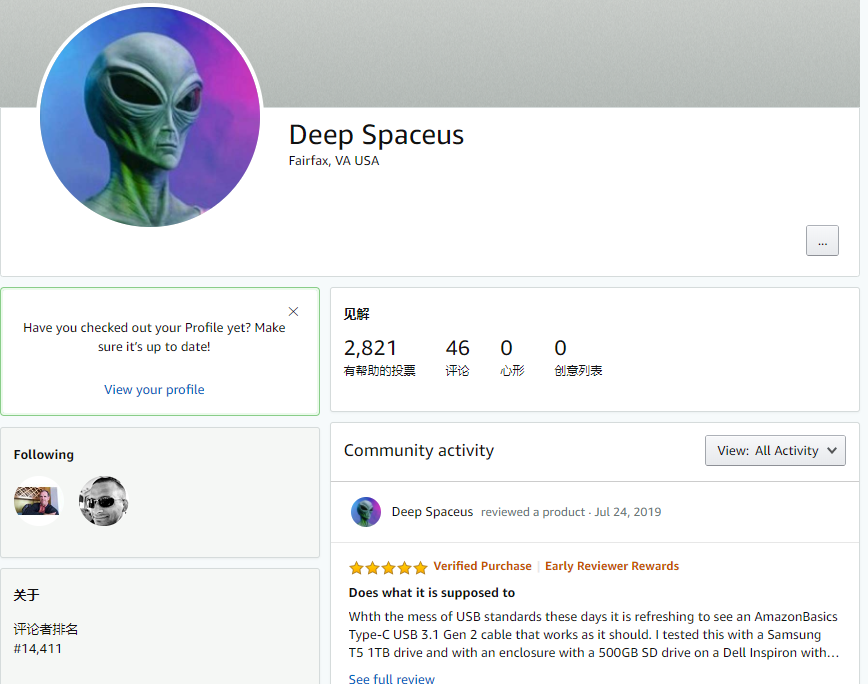 Deep Spaceus
Fairfax, VA USA
...
Have you checked out your Profile yet? Make
sure it's up to date!
View your profile
见解
2,821
46
0
0
有帮助的投票
评论
心形
创意列表
Following
Community activity
View: All Activity
Deep Spaceus reviewed a product · Jul 24, 2019
Verified Purchase | Early Reviewer Rewards
Does what it is supposed to
Whth the mess of USB standards these days it is refreshing to see an AmazonBasics
Type-C USB 3.1 Gen 2 cable that works as it should. I tested this with a Samsung
T5 1TB drive and with an enclosure with a 500GB SD drive on a Dell Inspiron with…
See full review
关于
评论者排名
#14,411